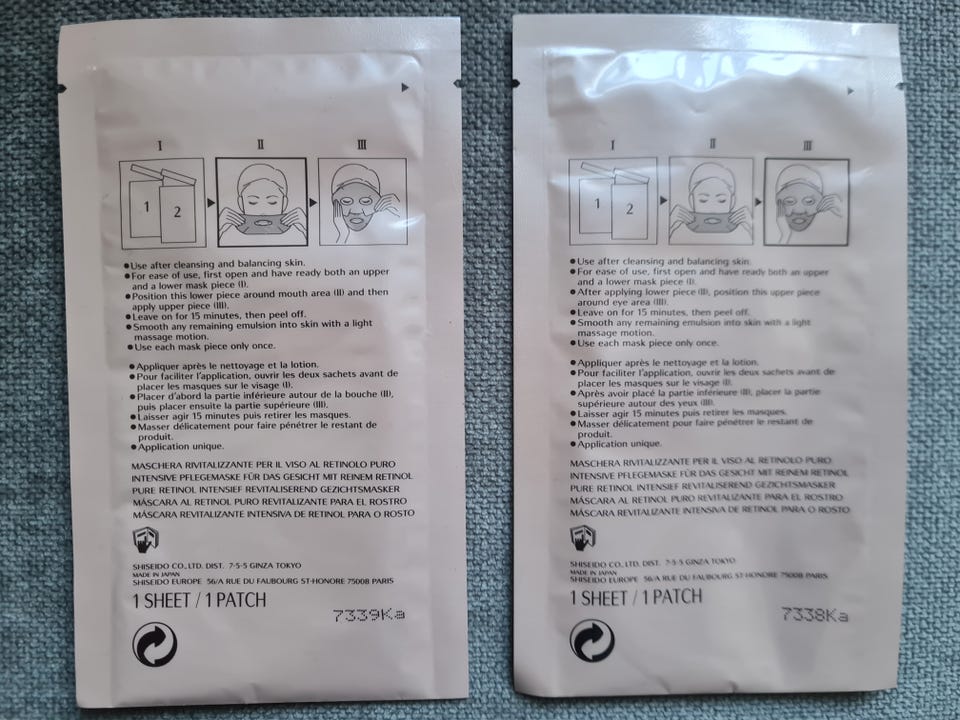 I II III
1 2
●Use after cleansing and balancing skin.
●For ease of use, first open and have ready both an upper
and a lower mask piece (I).
●Position this lower piece around mouth area (II) and then
apply upper piece (III).
●Leave on for 15 minutes, then peel off.
●Smooth any remaining emulsion into skin with a light
massage motion.
●Use each mask piece only once.
●Appliquer après le nettoyage et la lotion.
●Pour faciliter l'application, ouvrir les deux sachets avant de
placer les masques sur le visage (I).
●Placer d'abord la partie inférieure autour de la bouche (II),
puis placer ensuite la partie supérieure (III).
●Laisser agir 15 minutes puis retirer les masques.
●Masser délicatement pour faire pénétrer le restant de
produit.
●Application unique.
MASCHERA RIVITALIZZANTE PER IL VISO AL RETINOLO PURO
INTENSIVE PFLEGEMASKE FÜR DAS GESICHT MIT REINEM RETINOL
PURE RETINOL INTENSIEF REVITALISEREND GEZICHTSMASKER
MÁSCARA AL RETINOL PURO REVITALIZANTE PARA EL ROSTRO
MÁSCARA REVITALIZANTE INTENSIVA DE RETINOL PARA O ROSTO
SHISEIDO CO., LTD. DIST. 7-5-5 GINZA TOKYO
MADE IN JAPAN
SHISEIDO EUROPE 56/A RUE DU FAUBOURG ST-HONORE 75008 PARIS
1 SHEET / 1 PATCH
7339Ka
I II III
1 2
●Use after cleansing and balancing skin.
●For ease of use, first open and have ready both an upper
and a lower mask piece (I).
●After applying lower piece (II), position this upper piece
around eye area (III).
●Leave on for 15 minutes, then peel off.
●Smooth any remaining emulsion into skin with a light
massage motion.
●Use each mask piece only once.
●Appliquer après le nettoyage et la lotion.
●Pour faciliter l'application, ouvrir les deux sachets avant de
placer les masques sur le visage (I).
●Après avoir placé la partie inférieure (II), placer la partie
supérieure autour des yeux (III).
●Laisser agir 15 minutes puis retirer les masques.
●Masser délicatement pour faire pénétrer le restant de
produit.
●Application unique.
MASCHERA RIVITALIZZANTE PER IL VISO AL RETINOLO PURO
INTENSIVE PFLEGEMASKE FÜR DAS GESICHT MIT REINEM RETINOL
PURE RETINOL INTENSIEF REVITALISEREND GEZICHTSMASKER
MÁSCARA AL RETINOL PURO REVITALIZANTE PARA EL ROSTRO
MÁSCARA REVITALIZANTE INTENSIVA DE RETINOL PARA O ROSTO
SHISEIDO CO., LTD. DIST. 7-5-5 GINZA TOKYO
MADE IN JAPAN
SHISEIDO EUROPE 56/A RUE DU FAUBOURG ST-HONORE 75008 PARIS
1 SHEET / 1 PATCH
7338Ka